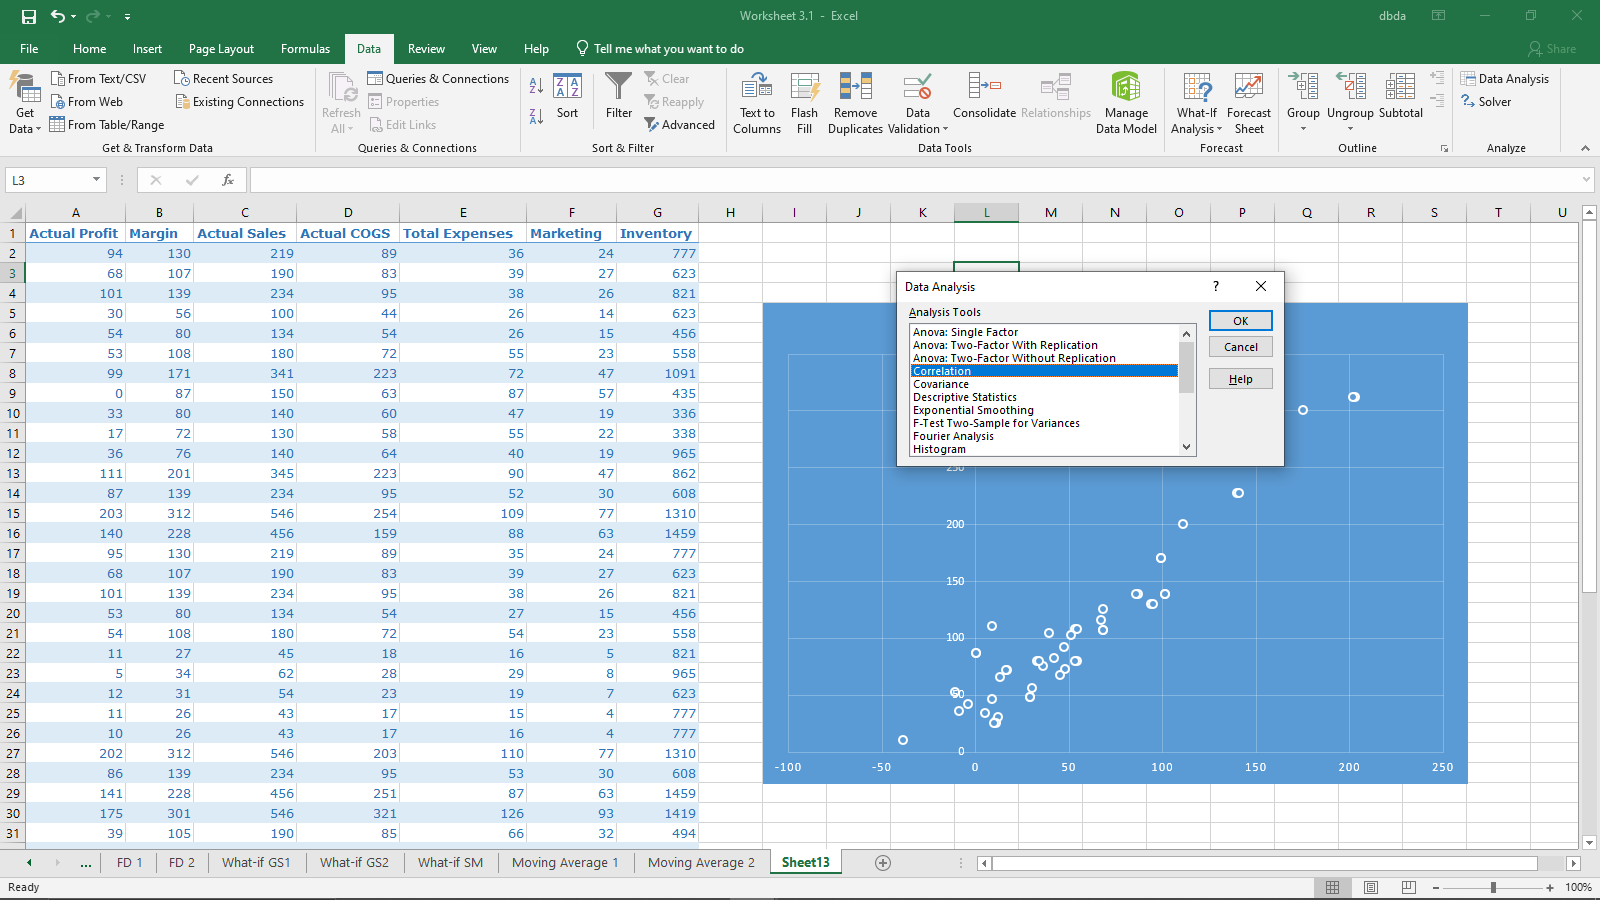 Worksheet 3.1 - Excel
dbda
File Home Insert Page Layout Formulas Data Review View Help Tell me what you want to do Share
Get Data
From Text/CSV
From Web
From Table/Range
Recent Sources
Existing Connections
Get & Transform Data
Refresh All
Queries & Connections
Properties
Edit Links
Queries & Connections
Sort
Filter
Clear
Reapply
Advanced
Sort & Filter
Text to Columns
Flash Fill
Remove Duplicates
Data Validation
Consolidate
Relationships
Manage Data Model
Data Tools
What-If Analysis
Forecast Sheet
Forecast
Group
Ungroup
Subtotal
Outline
Data Analysis
Solver
Analyze
L3
fx
A B C D E F G H I J K L M N O P Q R S T U
1 Actual Profit Margin Actual Sales Actual COGS Total Expenses Marketing Inventory
2 94 130 219 89 36 24 777
3 68 107 190 83 39 27 623
4 101 139 234 95 38 26 821
5 30 56 100 44 26 14 623
6 54 80 134 54 26 15 456
7 53 108 180 72 55 23 558
8 99 171 341 223 72 47 1091
9 0 87 150 63 87 57 435
10 33 80 140 60 47 19 336
11 17 72 130 58 55 22 338
12 36 76 140 64 40 19 965
13 111 201 345 223 90 47 862
14 87 139 234 95 52 30 608
15 203 312 546 254 109 77 1310
16 140 228 456 159 88 63 1459
17 95 130 219 89 35 24 777
18 68 107 190 83 39 27 623
19 101 139 234 95 38 26 821
20 53 80 134 54 27 15 456
21 54 108 180 72 54 23 558
22 11 27 45 18 16 5 821
23 5 34 62 28 29 8 965
24 12 31 54 23 19 7 623
25 11 26 43 17 15 4 777
26 10 26 43 17 16 4 777
27 202 312 546 203 110 77 1310
28 86 139 234 95 53 30 608
29 141 228 456 251 87 63 1459
30 175 301 546 321 126 93 1419
31 39 105 190 85 66 32 494
Data Analysis ?
Analysis Tools
Anova: Single Factor
Anova: Two-Factor With Replication
Anova: Two-Factor Without Replication
Correlation
Covariance
Descriptive Statistics
Exponential Smoothing
F-Test Two-Sample for Variances
Fourier Analysis
Histogram
OK
Cancel
Help
250
200
150
100
50
0
-100 -50 0 50 100 150 200 250
... FD 1 FD 2 What-if GS1 What-if GS2 What-if SM Moving Average 1 Moving Average 2 Sheet13
Ready
100%